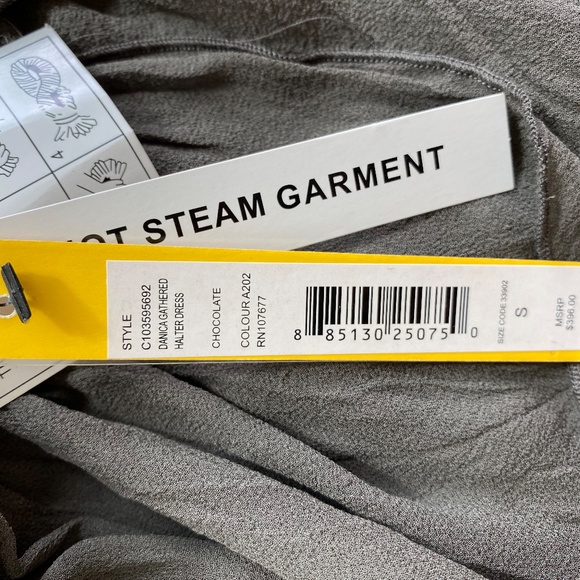 STEAM GARMENT
STYLE
C103595692
DANICA GATHERED
HALTER DRESS
CHOCOLATE
COLOUR A202
RN107677
8 85130 25075 0
SIZE CODE 33902
S
MSRP
$396.00
4